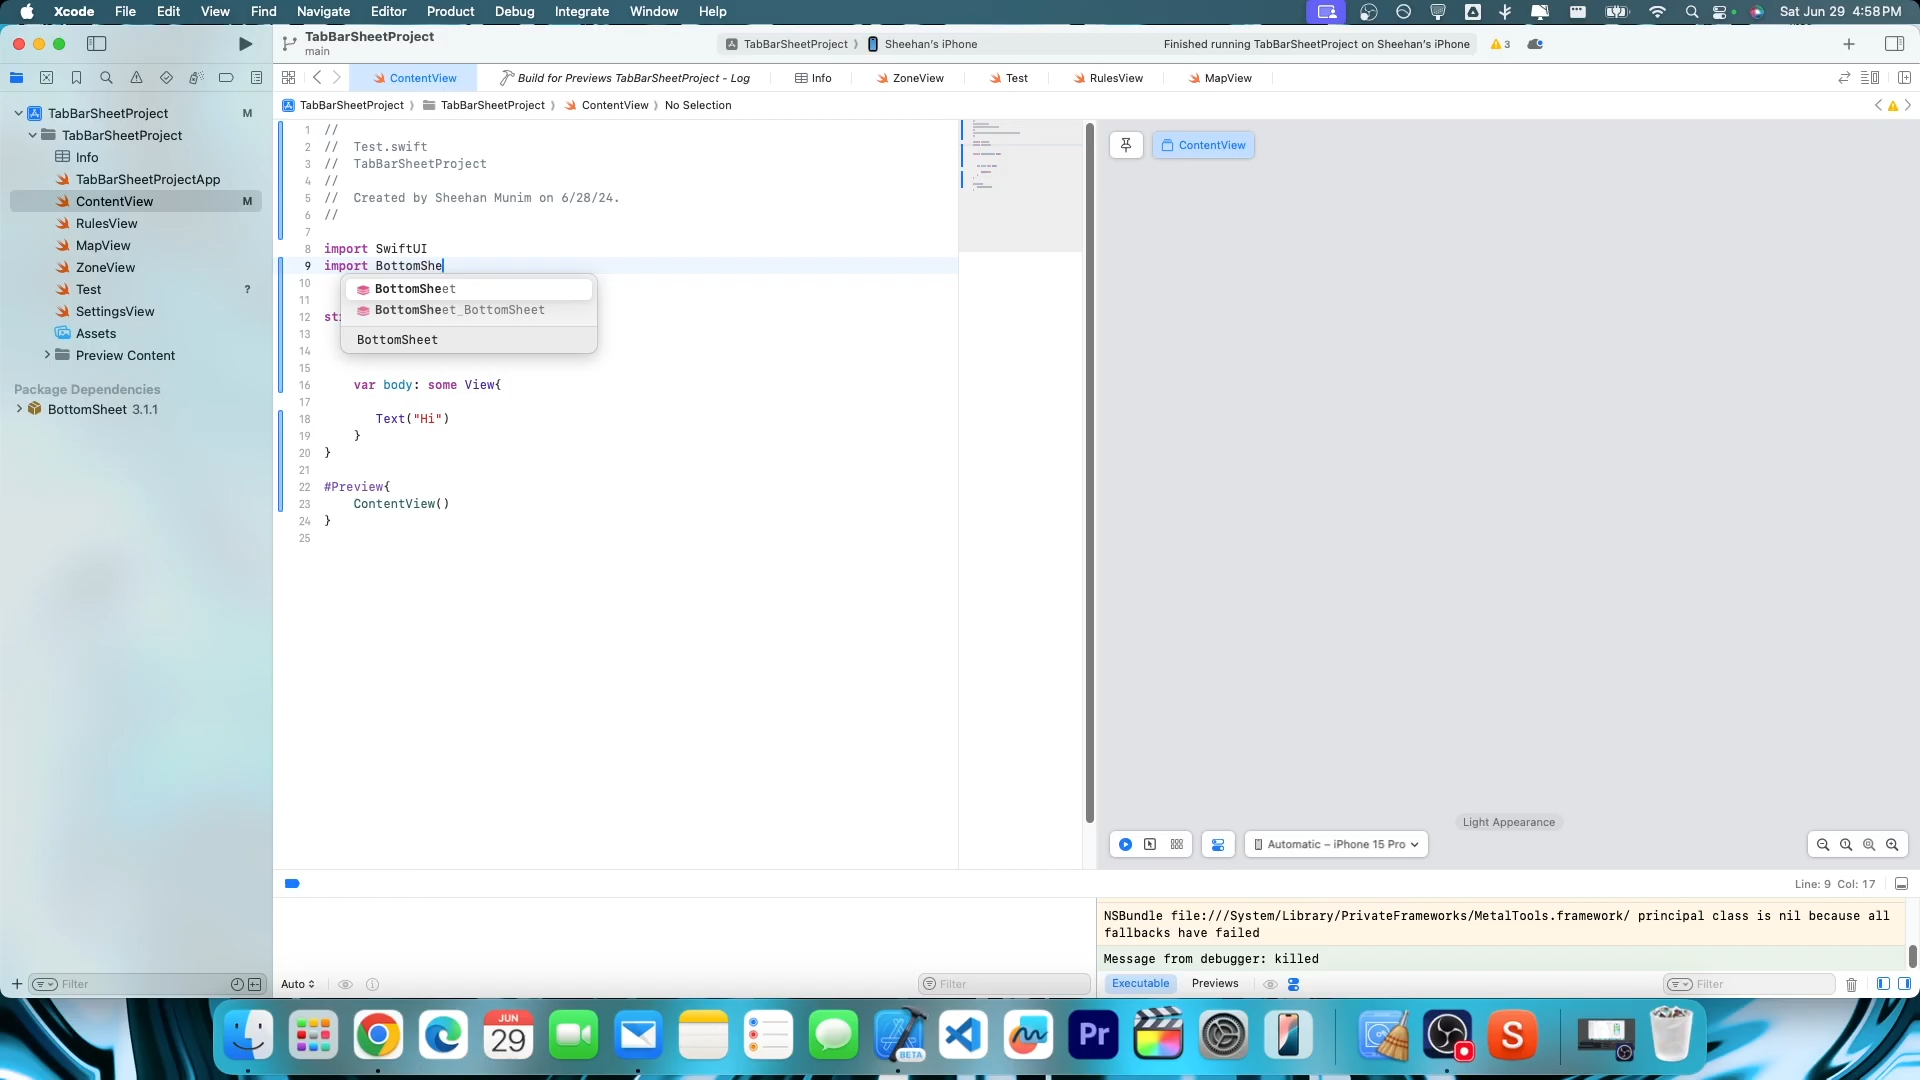 Xcode File Edit View Find Navigate Editor Product Debug Integrate Window Help
Sat Jun 29 4:58 PM
TabBarSheetProject
main
TabBarSheetProject 〉 Sheehan's iPhone
Finished running TabBarSheetProject on Sheehan's iPhone
3
ContentView
Build for Previews TabBarSheetProject - Log
Info
ZoneView
Test
RulesView
MapView
TabBarSheetProject 〉 TabBarSheetProject 〉 ContentView 〉 No Selection
TabBarSheetProject M
TabBarSheetProject
Info
TabBarSheetProjectApp
ContentView M
RulesView
MapView
ZoneView
Test ?
SettingsView
Assets
Preview Content
Package Dependencies
BottomSheet 3.1.1
1 //
2 // Test.swift
3 // TabBarSheetProject
4 //
5 // Created by Sheehan Munim on 6/28/24.
6 //
7
8 import SwiftUI
9 import BottomShe
10
11
12
13
14
15
16 var body: some View{
17
18 Text("Hi")
19 }
20 }
21
22 #Preview{
23 ContentView()
24 }
25
BottomSheet
BottomSheet_BottomSheet
BottomSheet
ContentView
Light Appearance
Automatic – iPhone 15 Pro
Line: 9 Col: 17
NSBundle file:///System/Library/PrivateFrameworks/MetalTools.framework/ principal class is nil because all
fallbacks have failed
Message from debugger: killed
Filter
Auto
Filter
Executable Previews
Filter
JUN
29
BETA
Pr
S